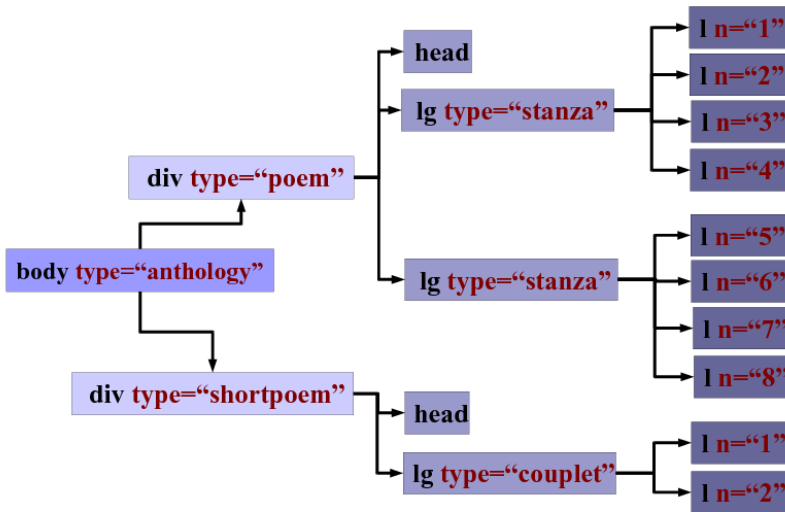 l n=“1”
head
l n=“2”
lg type=“stanza”
l n=“3”
l n=“4”
div type=“poem”
l n=“5”
body type=“anthology”
lg type=“stanza”
l n=“6”
l n=“7”
l n=“8”
div type=“shortpoem”
head
l n=“1”
lg type=“couplet”
l n=“2”